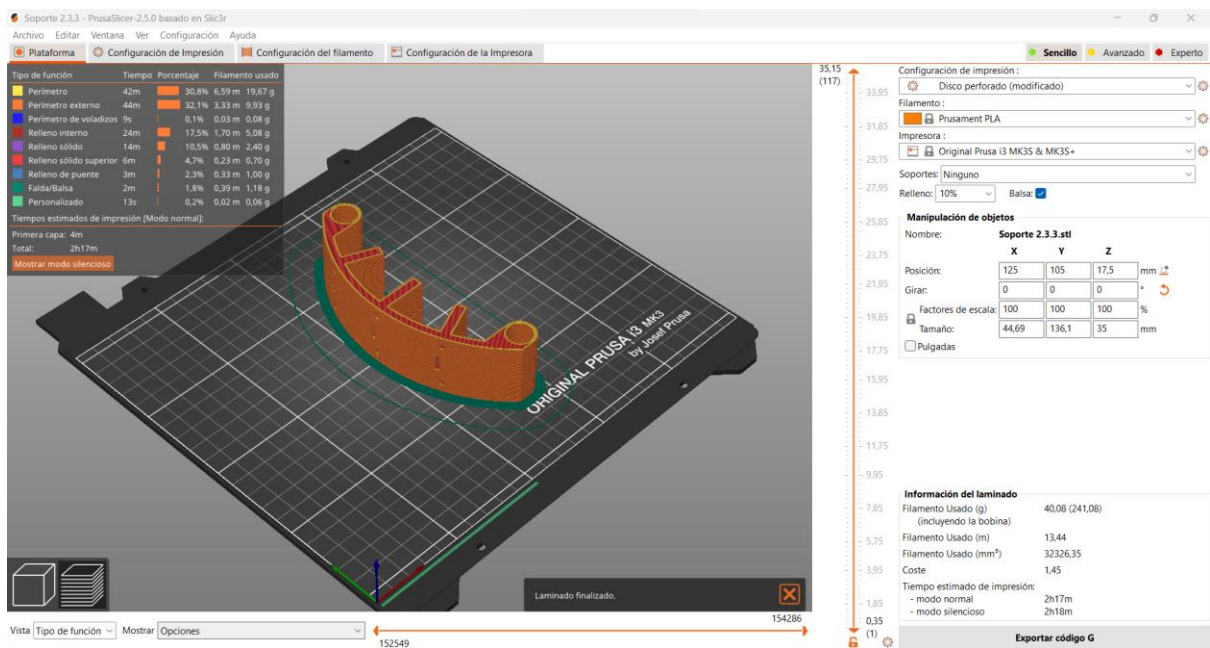 Soporte 2.3.3 - PrusaSlicer-2.5.0 basado en Slic3r
Archivo Editar Ventana Ver Configuración Ayuda
Plataforma Configuración de Impresión Configuración del filamento Configuración de la Impresora Sencillo Avanzado Experto
Tipo de función Tiempo Porcentaje Filamento usado
Perímetro 42m 30,8% 6,59 m 19,67 g
Perímetro externo 44m 32,1% 3,33 m 9,93 g
Perímetro de voladizos 9s 0,1% 0,03 m 0,08 g
Relleno interno 24m 17,5% 1,70 m 5,08 g
Relleno sólido 14m 10,5% 0,80 m 2,40 g
Relleno sólido superior 6m 4,7% 0,23 m 0,70 g
Relleno de puente 3m 2,3% 0,33 m 1,00 g
Falda/Balsa 2m 1,8% 0,39 m 1,18 g
Personalizado 13s 0,2% 0,02 m 0,06 g
Tiempos estimados de impresión [Modo normal]:
Primera capa: 4m
Total: 2h17m
Mostrar modo silencioso
ORIGINAL PRUSA i3 MK3
by Josef Prusa
Laminado finalizado.
154286
152549
Vista Tipo de función Mostrar Opciones
35,15
(117)
33,95
31,85
29,75
27,95
25,85
23,75
21,95
19,85
17,75
15,95
13,85
11,75
9,95
7,85
5,75
3,95
1,85
0,35
(1)
Configuración de impresión :
Disco perforado (modificado)
Filamento :
Prusament PLA
Impresora :
Original Prusa i3 MK3S & MK3S+
Soportes: Ninguno
Relleno: 10% Balsa:
Manipulación de objetos
Nombre: Soporte 2.3.3.stl
X Y Z
Posición: 125 105 17,5 mm
Girar: 0 0 0 °
Factores de escala: 100 100 100 %
Tamaño: 44,69 136,1 35 mm
Pulgadas
Información del laminado
Filamento Usado (g) 40,08 (241,08)
(incluyendo la bobina)
Filamento Usado (m) 13,44
Filamento Usado (mm³) 32326,35
Coste 1,45
Tiempo estimado de impresión:
- modo normal 2h17m
- modo silencioso 2h18m
Exportar código G